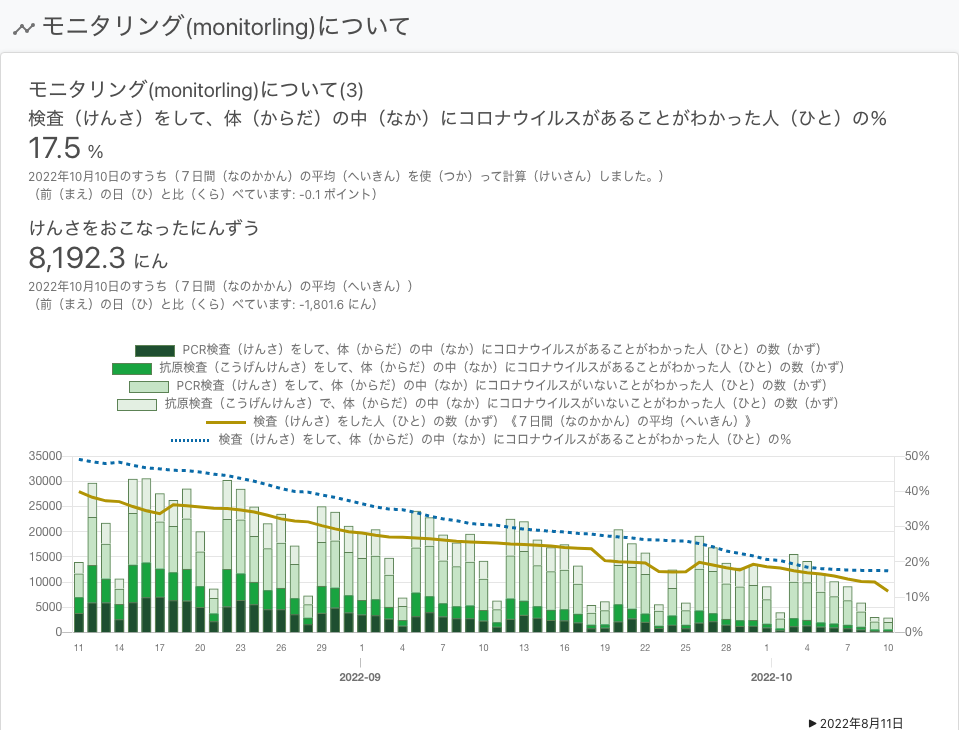 モニタリング(monitorling)について
モニタリング(monitorling)について(3)
検査（けんさ）をして、体（からだ）の中（なか）にコロナウイルスがあることがわかった人（ひと）の％
17.5 %
2022年10月10日のすうち（７日間（なのかかん）の平均（へいきん）を使（つか）って計算（けいさん）しました。）
（前（まえ）の日（ひ）と比（くら）べています: -0.1 ポイント）
けんさをおこなったにんずう
8,192.3 にん
2022年10月10日のすうち（７日間（なのかかん）の平均（へいきん））
（前（まえ）の日（ひ）と比（くら）べています: -1,801.6 にん）
PCR検査（けんさ）をして、体（からだ）の中（なか）にコロナウイルスがあることがわかった人（ひと）の数（かず）
抗原検査（こうげんけんさ）をして、体（からだ）の中（なか）にコロナウイルスがあることがわかった人（ひと）の数（かず）
PCR検査（けんさ）をして、体（からだ）の中（なか）にコロナウイルスがいないことがわかった人（ひと）の数（かず）
抗原検査（こうげんけんさ）で、体（からだ）の中（なか）にコロナウイルスがいないことがわかった人（ひと）の数（かず）
検査（けんさ）をした人（ひと）の数（かず）《７日間（なのかかん）の平均（へいきん）》
検査（けんさ）をして、体（からだ）の中（なか）にコロナウイルスがあることがわかった人（ひと）の％
35000 50%
30000 40%
25000 30%
20000
15000 20%
10000 10%
5000
0 0%
11 14 17 20 23 26 29 1 4 7 10 13 16 19 22 25 28 1 4 7 10
2022-09 2022-10
▶ 2022年8月11日